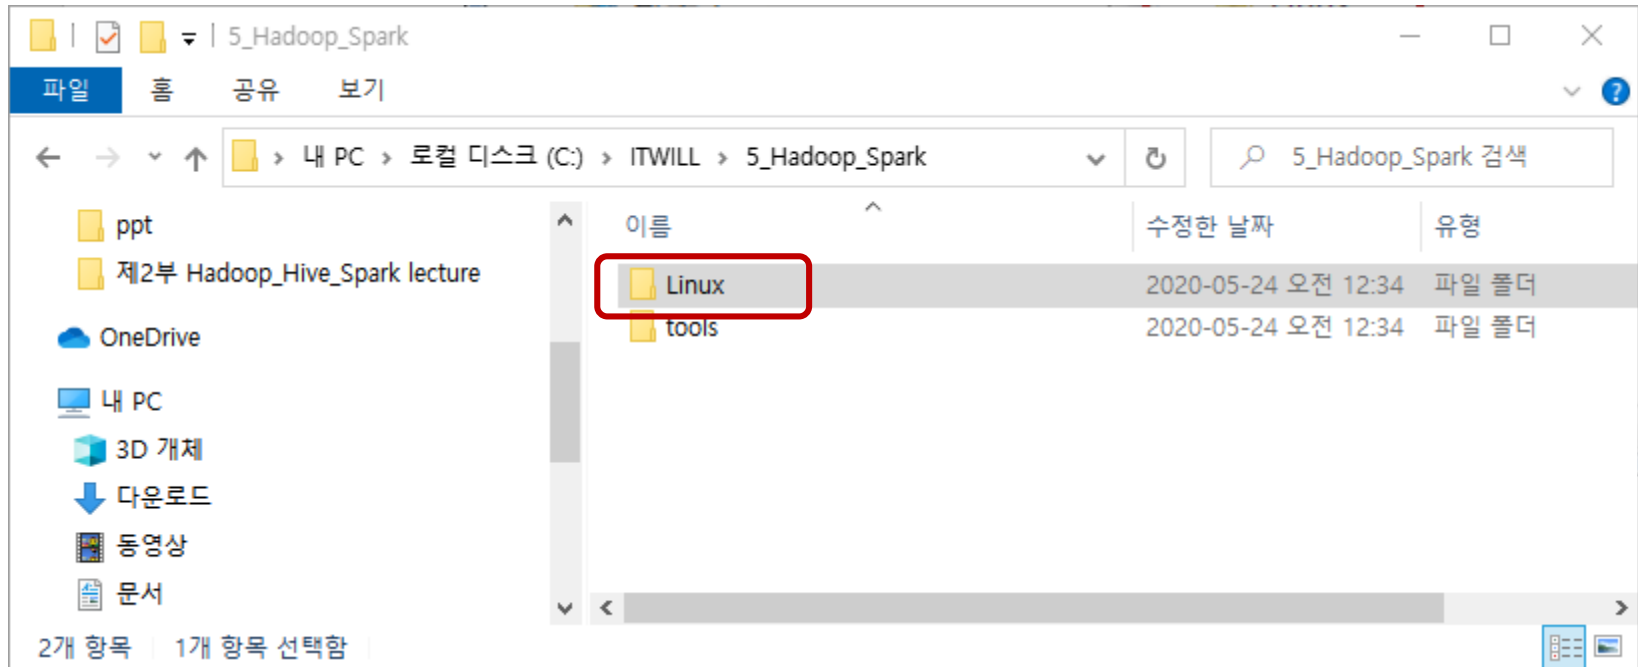 5_Hadoop_Spark
파일 홈 공유 보기
내 PC 로컬 디스크 (C:) ITWILL 5_Hadoop_Spark 5_Hadoop_Spark 검색
ppt
제2부 Hadoop_Hive_Spark lecture
OneDrive
내 PC
3D 개체
다운로드
동영상
문서
이름 수정한 날짜 유형
Linux 2020-05-24 오전 12:34 파일 폴더
tools 2020-05-24 오전 12:34 파일 폴더
2개 항목 1개 항목 선택함